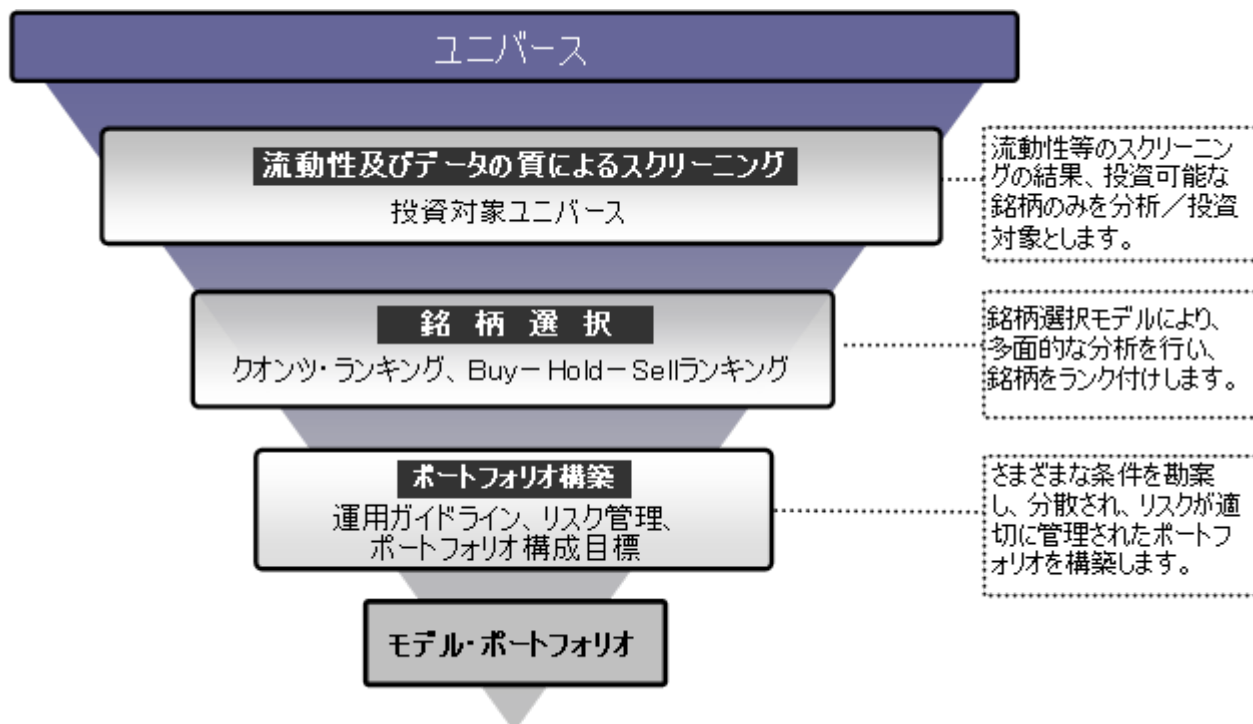 ユニバース
流動性及びデータの質によるスクリーニング
投資対象ユニバース
流動性等のスクリーニン
グの結果、投資可能な
銘柄のみを分析／投資
対象とします。
銘柄選択
クオンツ・ランキング、Buy－Hold－Sellランキング
銘柄選択モデルにより、
多面的な分析を行い、
銘柄をランク付けします。
ポートフォリオ構築
運用ガイドライン、リスク管理、
ポートフォリオ構成目標
さまざまな条件を勘案
し、分散され、リスクが適
切に管理されたポートフ
ォリオを構築します。
モデル・ポートフォリオ